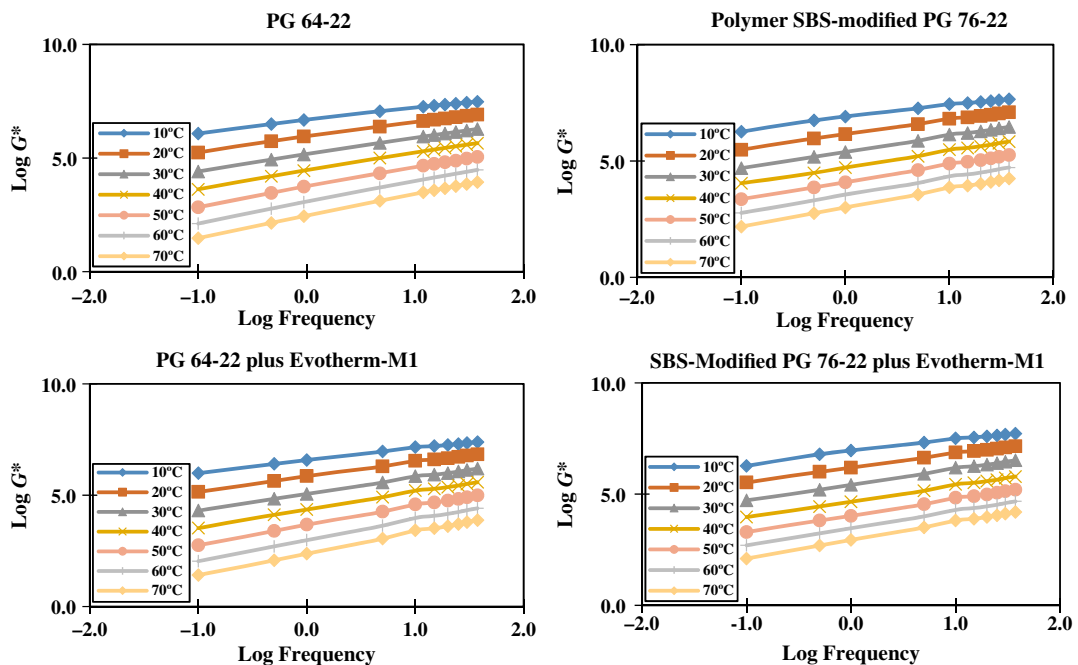 PG 64-22
10.0
5.0
0.0
Log G*
10ºC
20ºC
30ºC
40ºC
50ºC
60ºC
70ºC
−2.0 −1.0 0.0 1.0 2.0
Log Frequency
Polymer SBS-modified PG 76-22
10.0
5.0
0.0
Log G*
10ºC
20ºC
30ºC
40ºC
50ºC
60ºC
70ºC
−2.0 −1.0 0.0 1.0 2.0
Log Frequency
PG 64-22 plus Evotherm-M1
10.0
5.0
0.0
Log G*
10ºC
20ºC
30ºC
40ºC
50ºC
60ºC
70ºC
−2.0 −1.0 0.0 1.0 2.0
Log Frequency
SBS-Modified PG 76-22 plus Evotherm-M1
10.0
5.0
0.0
Log G*
10ºC
20ºC
30ºC
40ºC
50ºC
60ºC
70ºC
−2.0 -1.0 0.0 1.0 2.0
Log Frequency